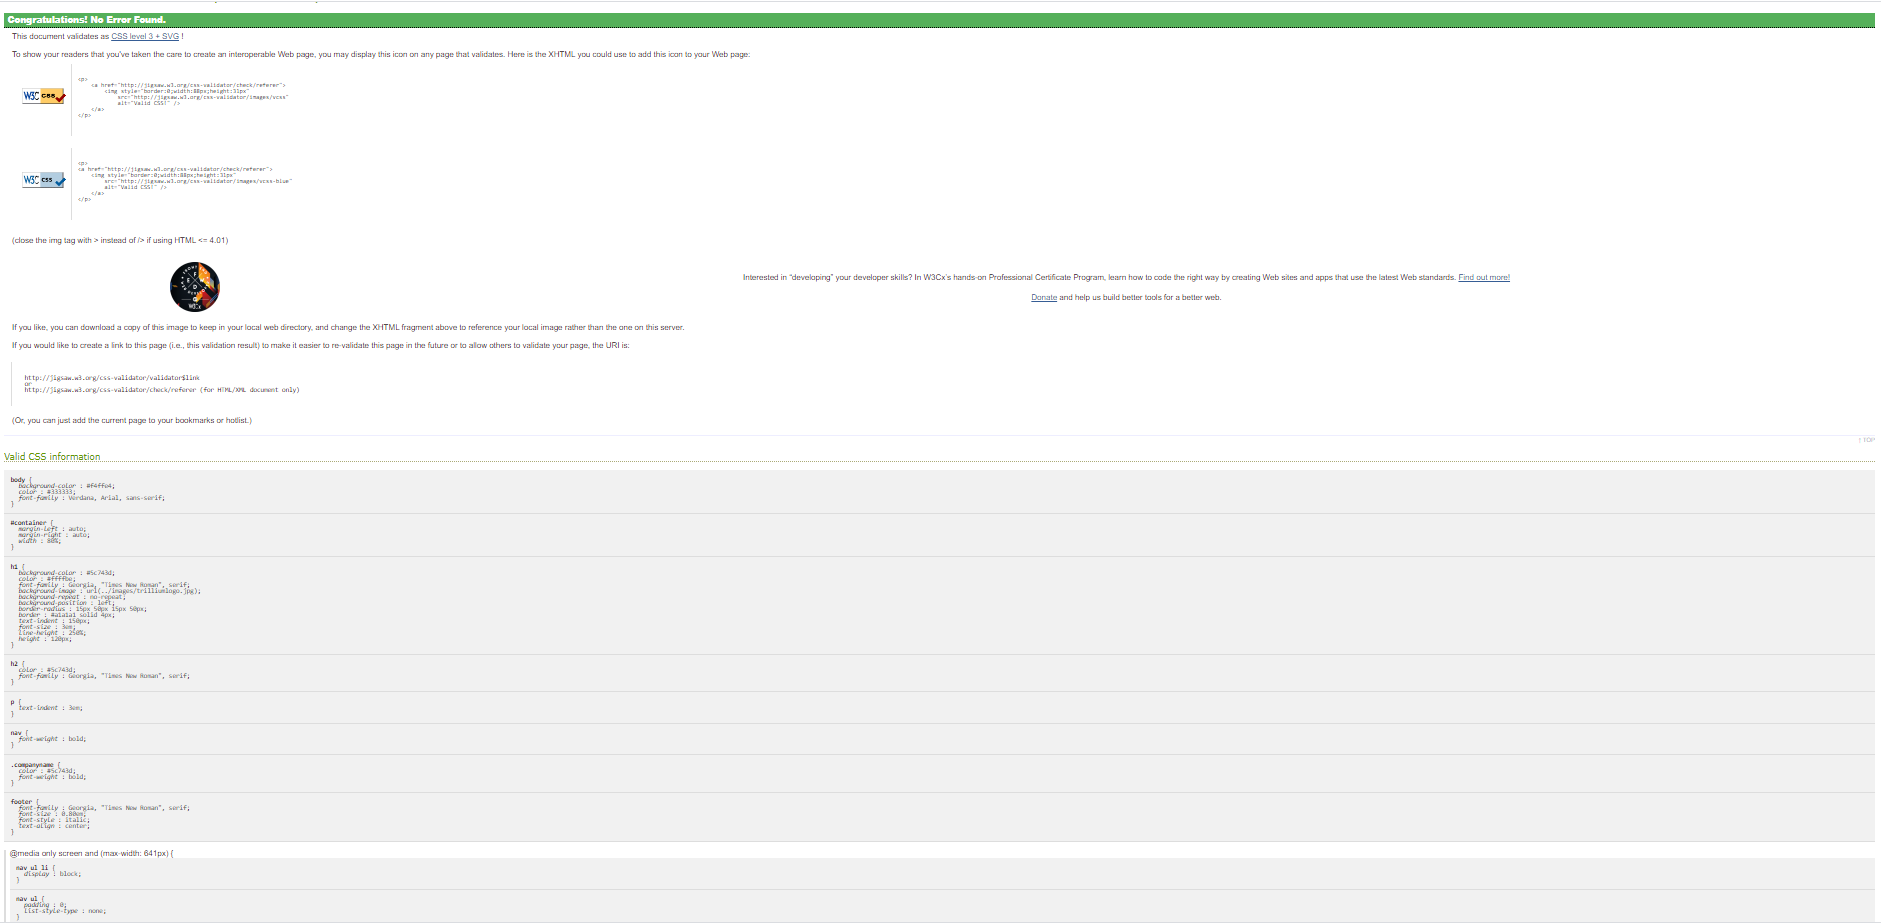 Congratulations! No Error Found.
This document validates as CSS level 3 + SVG !
To show your readers that you've taken the care to create an interoperable Web page, you may display this icon on any page that validates. Here is the XHTML you could use to add this icon to your Web page:
W3C css
<p>
<a href="http://jigsaw.w3.org/css-validator/check/referer">
<img style="border:0;width:88px;height:31px"
src="http://jigsaw.w3.org/css-validator/images/vcss"
alt="Valid CSS!" />
</a>
</p>
W3C css
<p>
<a href="http://jigsaw.w3.org/css-validator/check/referer">
<img style="border:0;width:88px;height:31px"
src="http://jigsaw.w3.org/css-validator/images/vcss-blue"
alt="Valid CSS!" />
</a>
</p>
(close the img tag with > instead of /> if using HTML <= 4.01)
W3Cx
Interested in "developing" your developer skills? In W3Cx's hands-on Professional Certificate Program, learn how to code the right way by creating Web sites and apps that use the latest Web standards. Find out more!
Donate and help us build better tools for a better web.
If you like, you can download a copy of this image to keep in your local web directory, and change the XHTML fragment above to reference your local image rather than the one on this server.
If you would like to create a link to this page (i.e., this validation result) to make it easier to re-validate this page in the future or to allow others to validate your page, the URI is:
http://jigsaw.w3.org/css-validator/validator$link
or
http://jigsaw.w3.org/css-validator/check/referer (for HTML/XML document only)
(Or, you can just add the current page to your bookmarks or hotlist.)
↑ TOP
Valid CSS information
body {
background-color : #f4ffe4;
color : #333333;
font-family : Verdana, Arial, sans-serif;
}
#container {
margin-left : auto;
margin-right : auto;
width : 80%;
}
h1 {
background-color : #5c743d;
color : #ffffbe;
font-family : Georgia, "Times New Roman", serif;
background-image : url(../images/trilliumlogo.jpg);
background-repeat : no-repeat;
background-position : left;
border-radius : 15px 50px 15px 50px;
border : #a1a1a1 solid 4px;
text-indent : 150px;
font-size : 3em;
line-height : 250%;
height : 120px;
}
h2 {
color : #5c743d;
font-family : Georgia, "Times New Roman", serif;
}
p {
text-indent : 3em;
}
nav {
font-weight : bold;
}
.companyname {
color : #5c743d;
font-weight : bold;
}
footer {
font-family : Georgia, "Times New Roman", serif;
font-size : 0.80em;
font-style : italic;
text-align : center;
}
@media only screen and (max-width: 641px) {
nav ul li {
display : block;
}
nav ul {
padding : 0;
list-style-type : none;
}